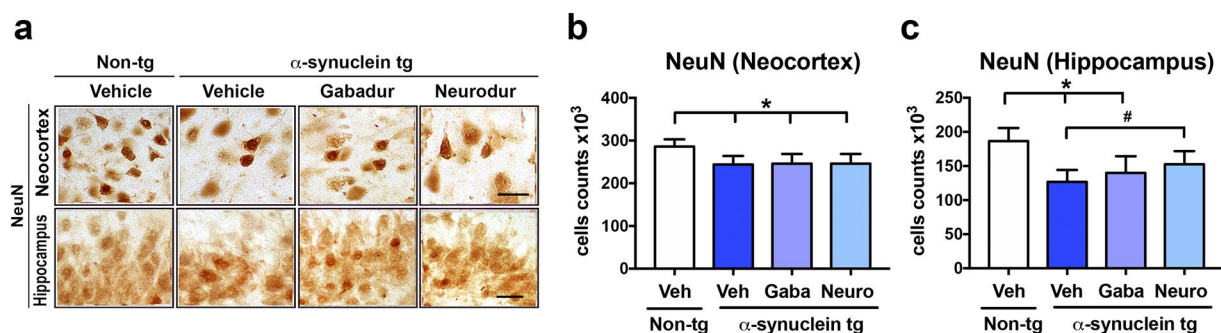 a
Non-tg
α-synuclein tg
Vehicle
Vehicle
Gabadur
Neurodur
NeuN
Neocortex
Hippocampus
b
NeuN (Neocortex)
cells counts x10³
400
300
200
100
0
*
Veh
Veh
Gaba
Neuro
Non-tg
α-synuclein tg
c
NeuN (Hippocampus)
cells counts x10³
250
200
150
100
50
0
*
#
Veh
Veh
Gaba
Neuro
Non-tg
α-synuclein tg